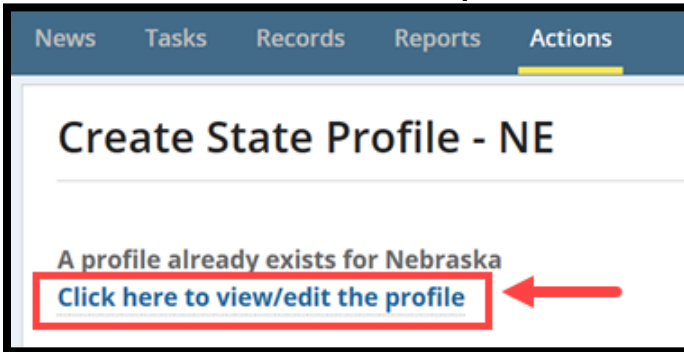 News Tasks Records Reports Actions
Create State Profile - NE
A profile already exists for Nebraska
Click here to view/edit the profile